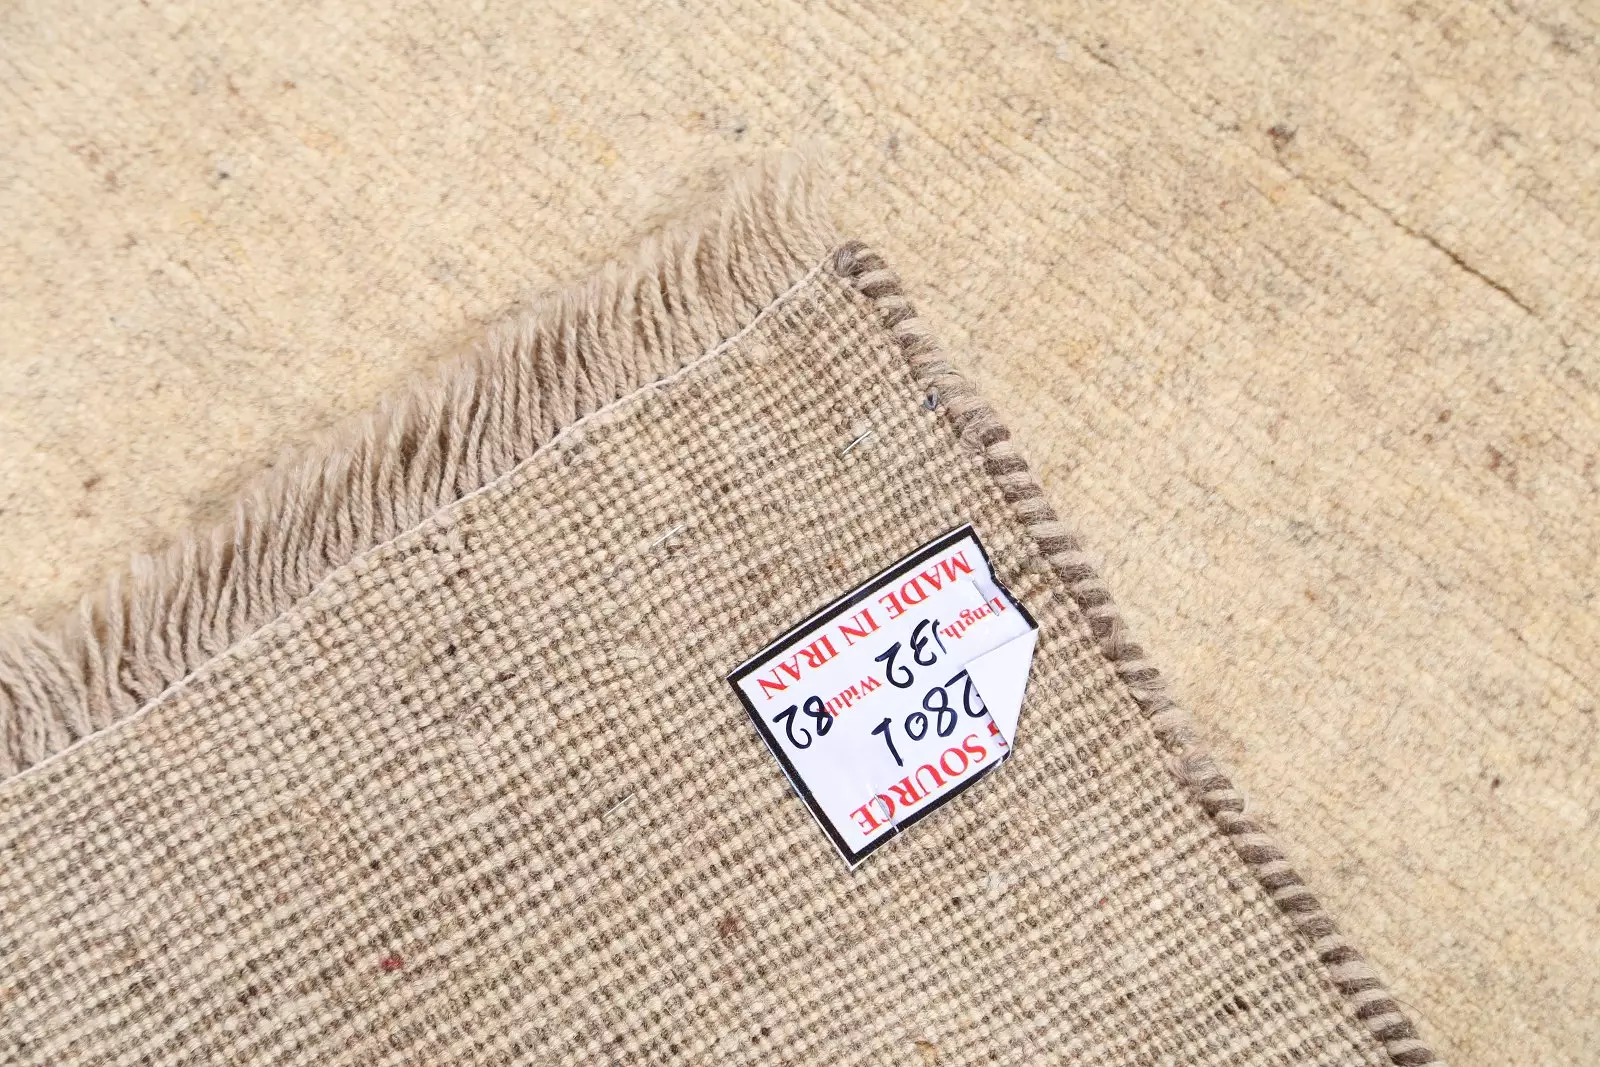 SOURCE
2801
Length. 132 Width 82
MADE IN IRAN